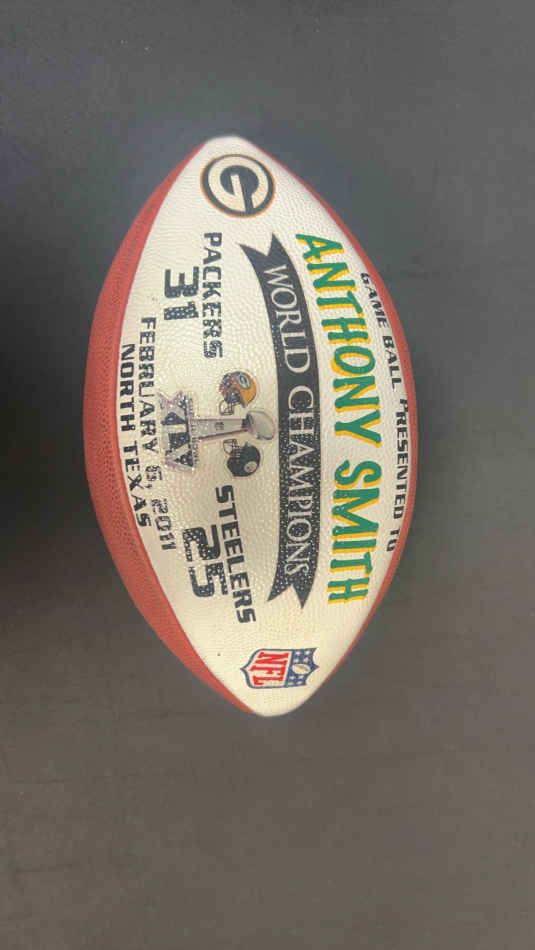 GAME BALL PRESENTED TO
ANTHONY SMITH
WORLD CHAMPIONS
G
PACKERS
31
STEELERS
25
XLV
FEBRUARY 6, 2011
NORTH TEXAS
NFL